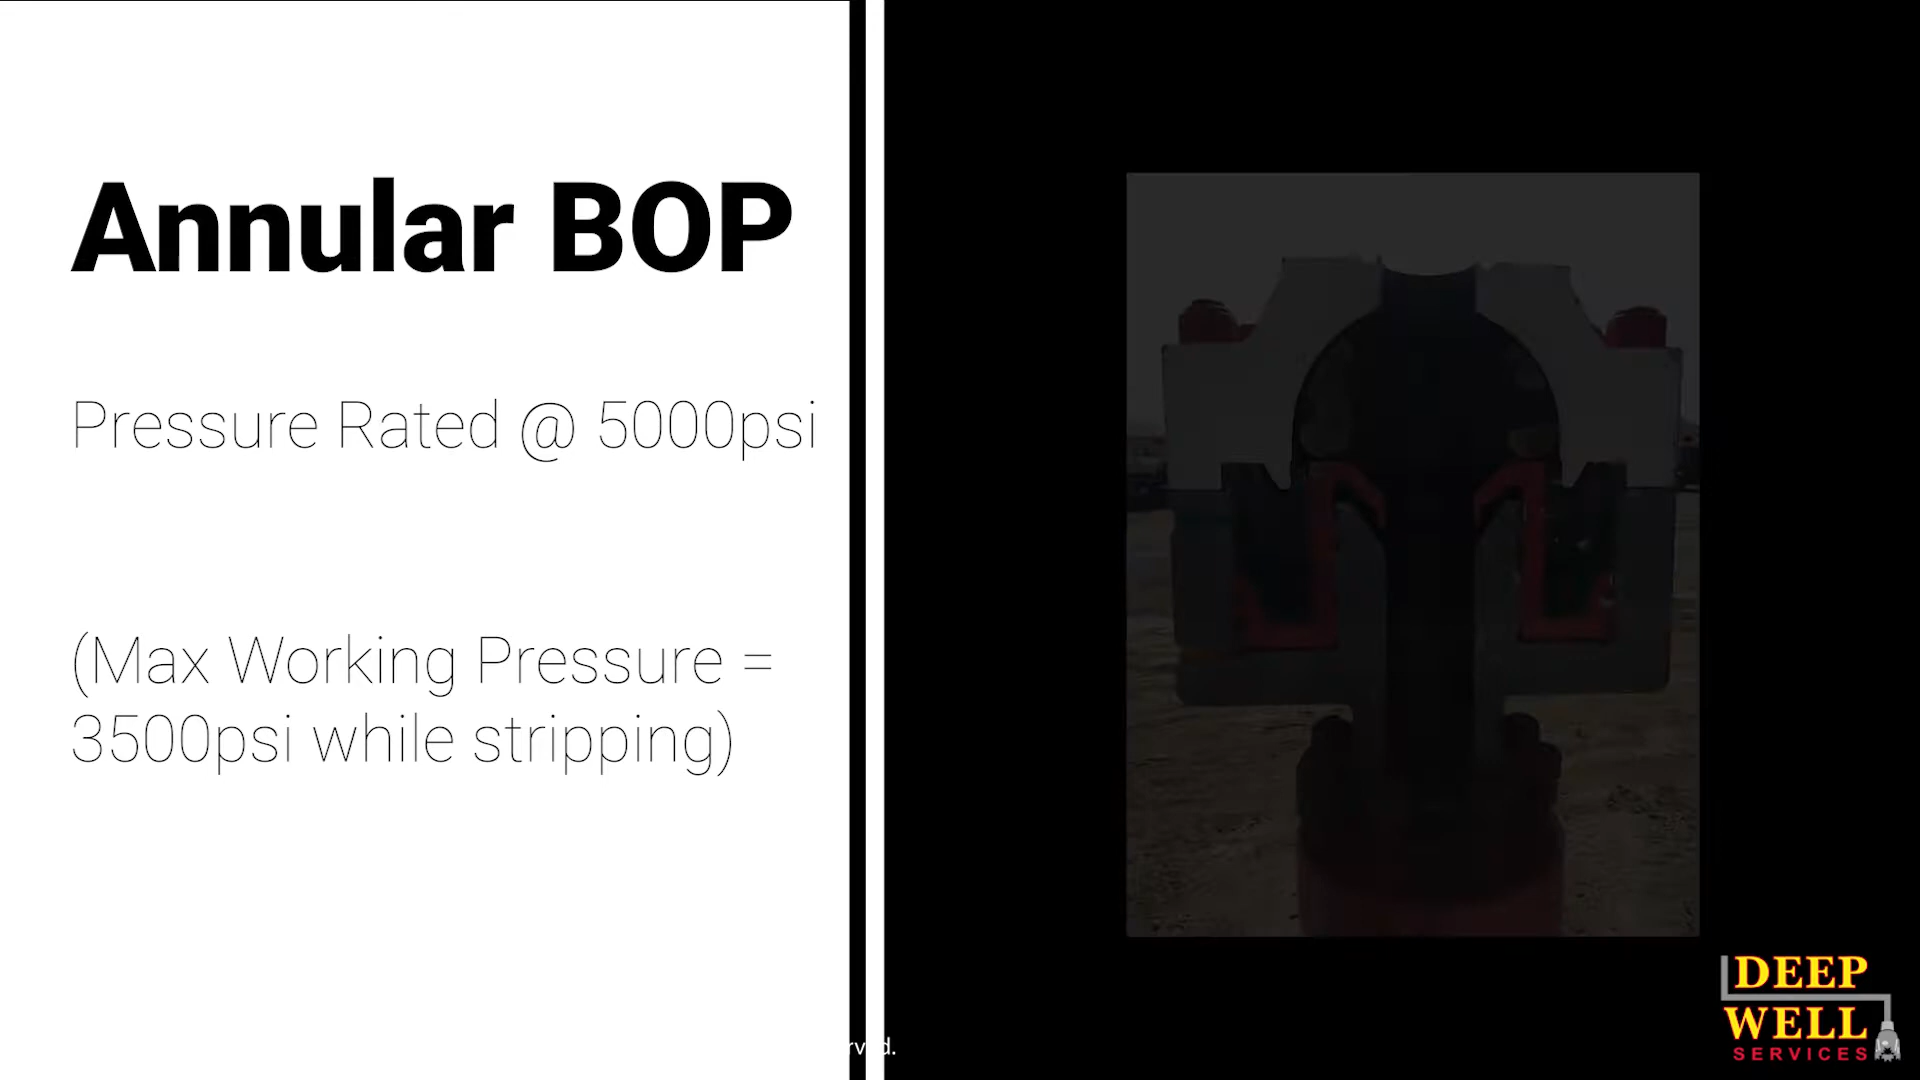 Annular BOP
Pressure Rated @ 5000psi
(Max Working Pressure =
3500psi while stripping)
DEEP
WELL
SERVICES